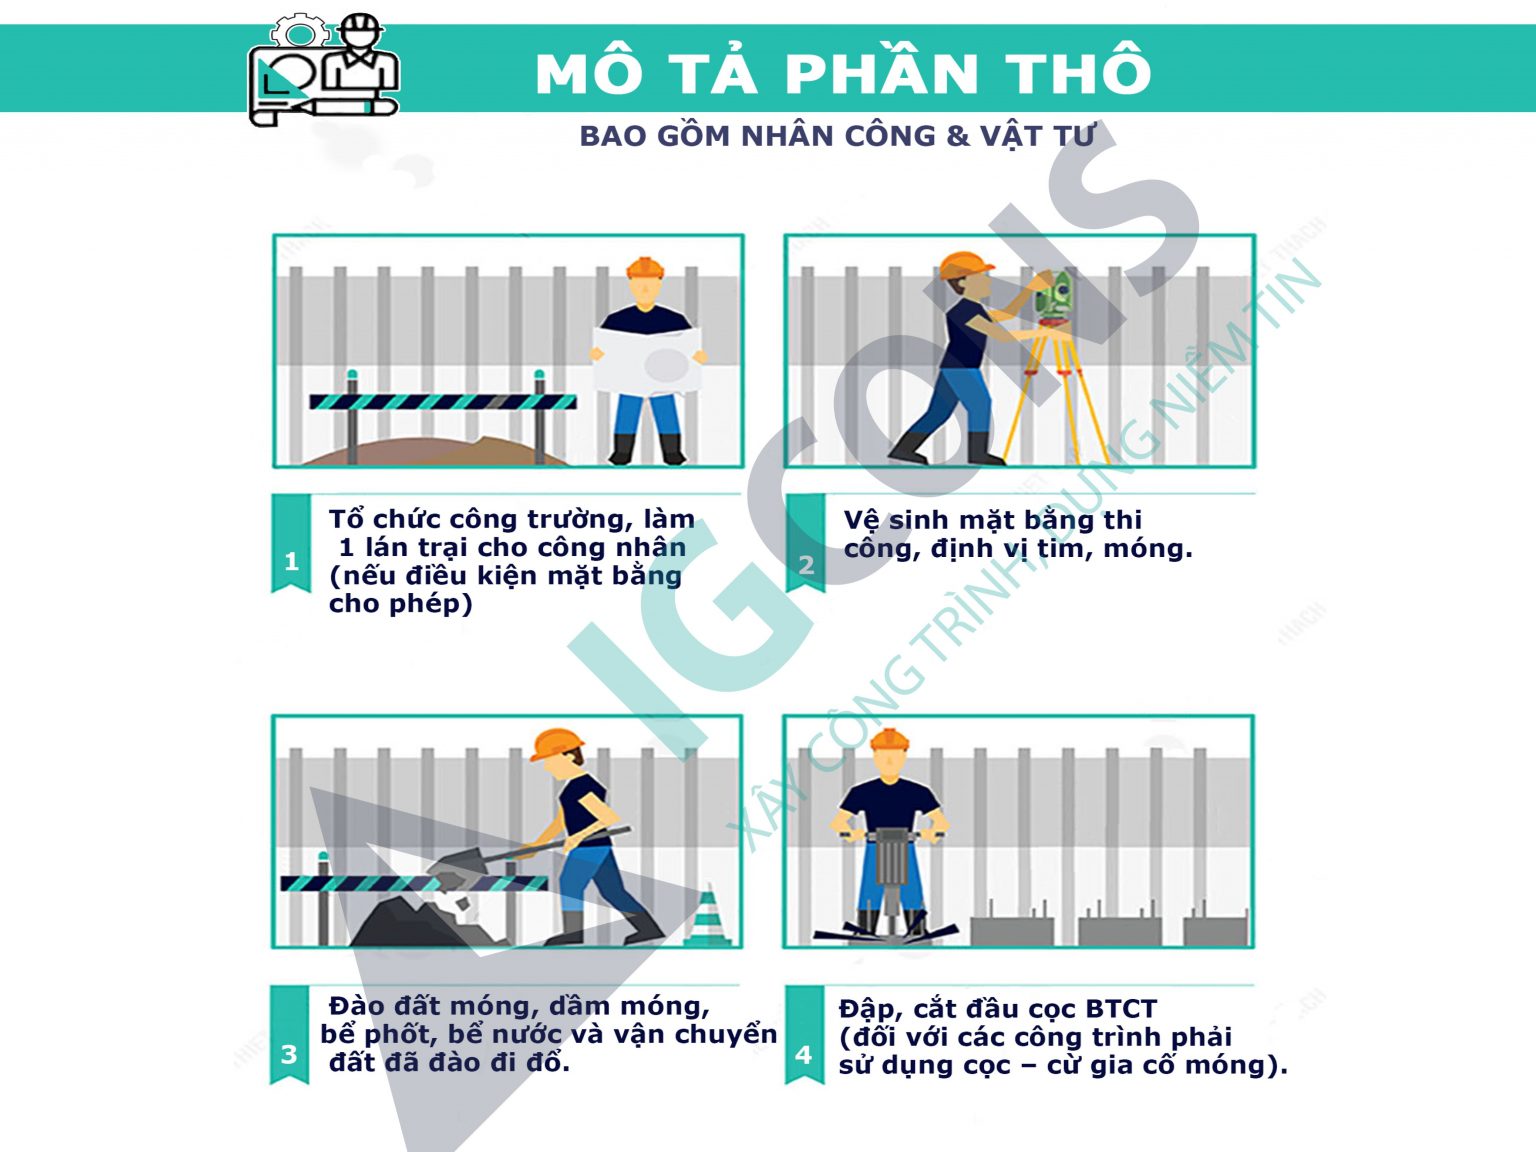 MÔ TẢ PHẦN THÔ
BAO GỒM NHÂN CÔNG & VẬT TƯ
1
Tổ chức công trường, làm
1 lán trại cho công nhân
(nếu điều kiện mặt bằng
cho phép)
2
Vệ sinh mặt bằng thi
công, định vị tim, móng.
3
Đào đất móng, dầm móng,
bể phốt, bể nước và vận chuyển
đất đã đào đi đổ.
4
Đập, cắt đầu cọc BTCT
(đối với các công trình phải
sử dụng cọc – cừ gia cố móng).
IGCONS
XÂY CÔNG TRÌNH, DỰNG NIỀM TIN